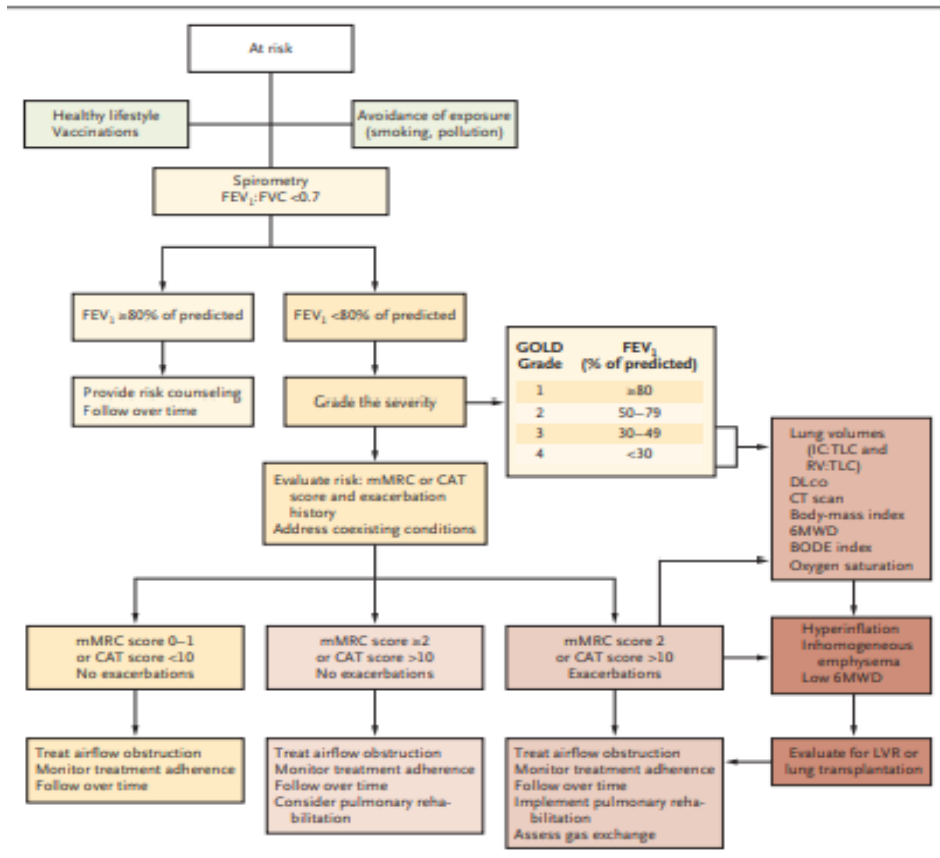 At risk
Healthy lifestyle
Vaccinations
Avoidance of exposure
(smoking, pollution)
Spirometry
FEV₁:FVC <0.7
FEV₁ ≥80% of predicted
FEV₁ <80% of predicted
Provide risk counseling
Follow over time
Grade the severity
GOLD Grade
FEV₁ (% of predicted)
1 ≥80
2 50–79
3 30–49
4 <30
Evaluate risk: mMRC or CAT
score and exacerbation
history
Address coexisting conditions
Lung volumes
(IC:TLC and
RV:TLC)
DLCO
CT scan
Body-mass index
6MWD
BODE index
Oxygen saturation
mMRC score 0–1
or CAT score <10
No exacerbations
mMRC score ≥2
or CAT score >10
No exacerbations
mMRC score 2
or CAT score >10
Exacerbations
Hyperinflation
Inhomogeneous
emphysema
Low 6MWD
Treat airflow obstruction
Monitor treatment adherence
Follow over time
Treat airflow obstruction
Monitor treatment adherence
Follow over time
Consider pulmonary reha-
bilitation
Treat airflow obstruction
Monitor treatment adherence
Follow over time
Implement pulmonary reha-
bilitation
Assess gas exchange
Evaluate for LVR or
lung transplantation